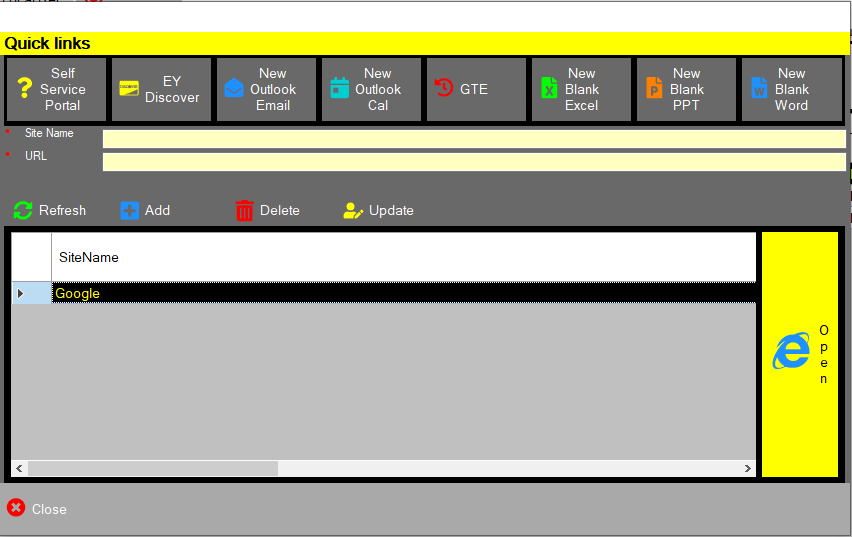 Quick links
Self
Service
Portal
EY
Discover
New
Outlook
Email
New
Outlook
Cal
GTE
New
Blank
Excel
New
Blank
PPT
New
Blank
Word
* Site Name
* URL
Refresh
Add
Delete
Update
SiteName
Google
Open
Close